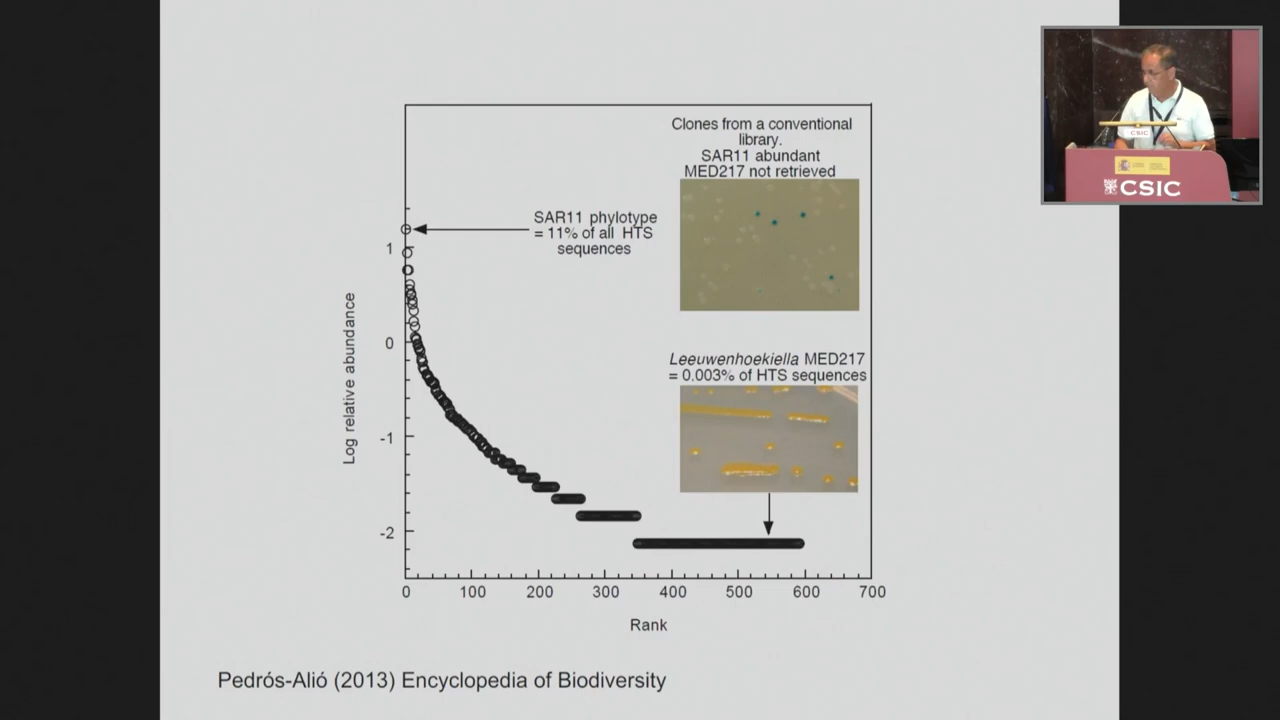 Clones from a conventional
library.
SAR11 abundant
MED217 not retrieved
SAR11 phylotype
= 11% of all HTS
sequences
Leeuwenhoekiella MED217
= 0.003% of HTS sequences
Log relative abundance
1
0
-1
-2
0 100 200 300 400 500 600 700
Rank
Pedrós-Alió (2013) Encyclopedia of Biodiversity
CSIC
CSIC